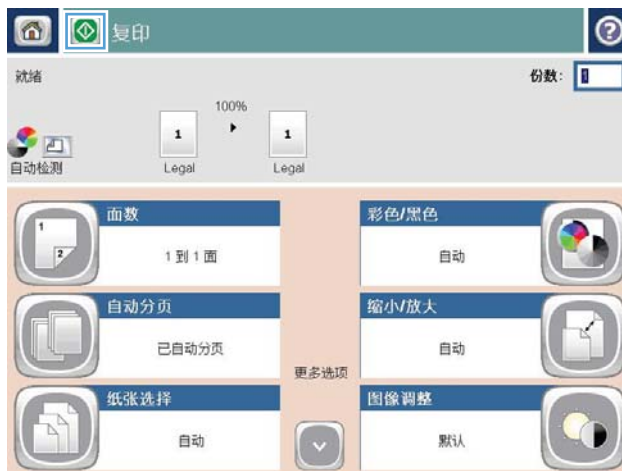 复印
就绪
份数: 1
100%
1 1
自动检测
Legal Legal
面数
1 2
1 到 1 面
彩色/黑色
自动
自动分页
已自动分页
缩小/放大
自动
更多选项
纸张选择
自动
图像调整
默认